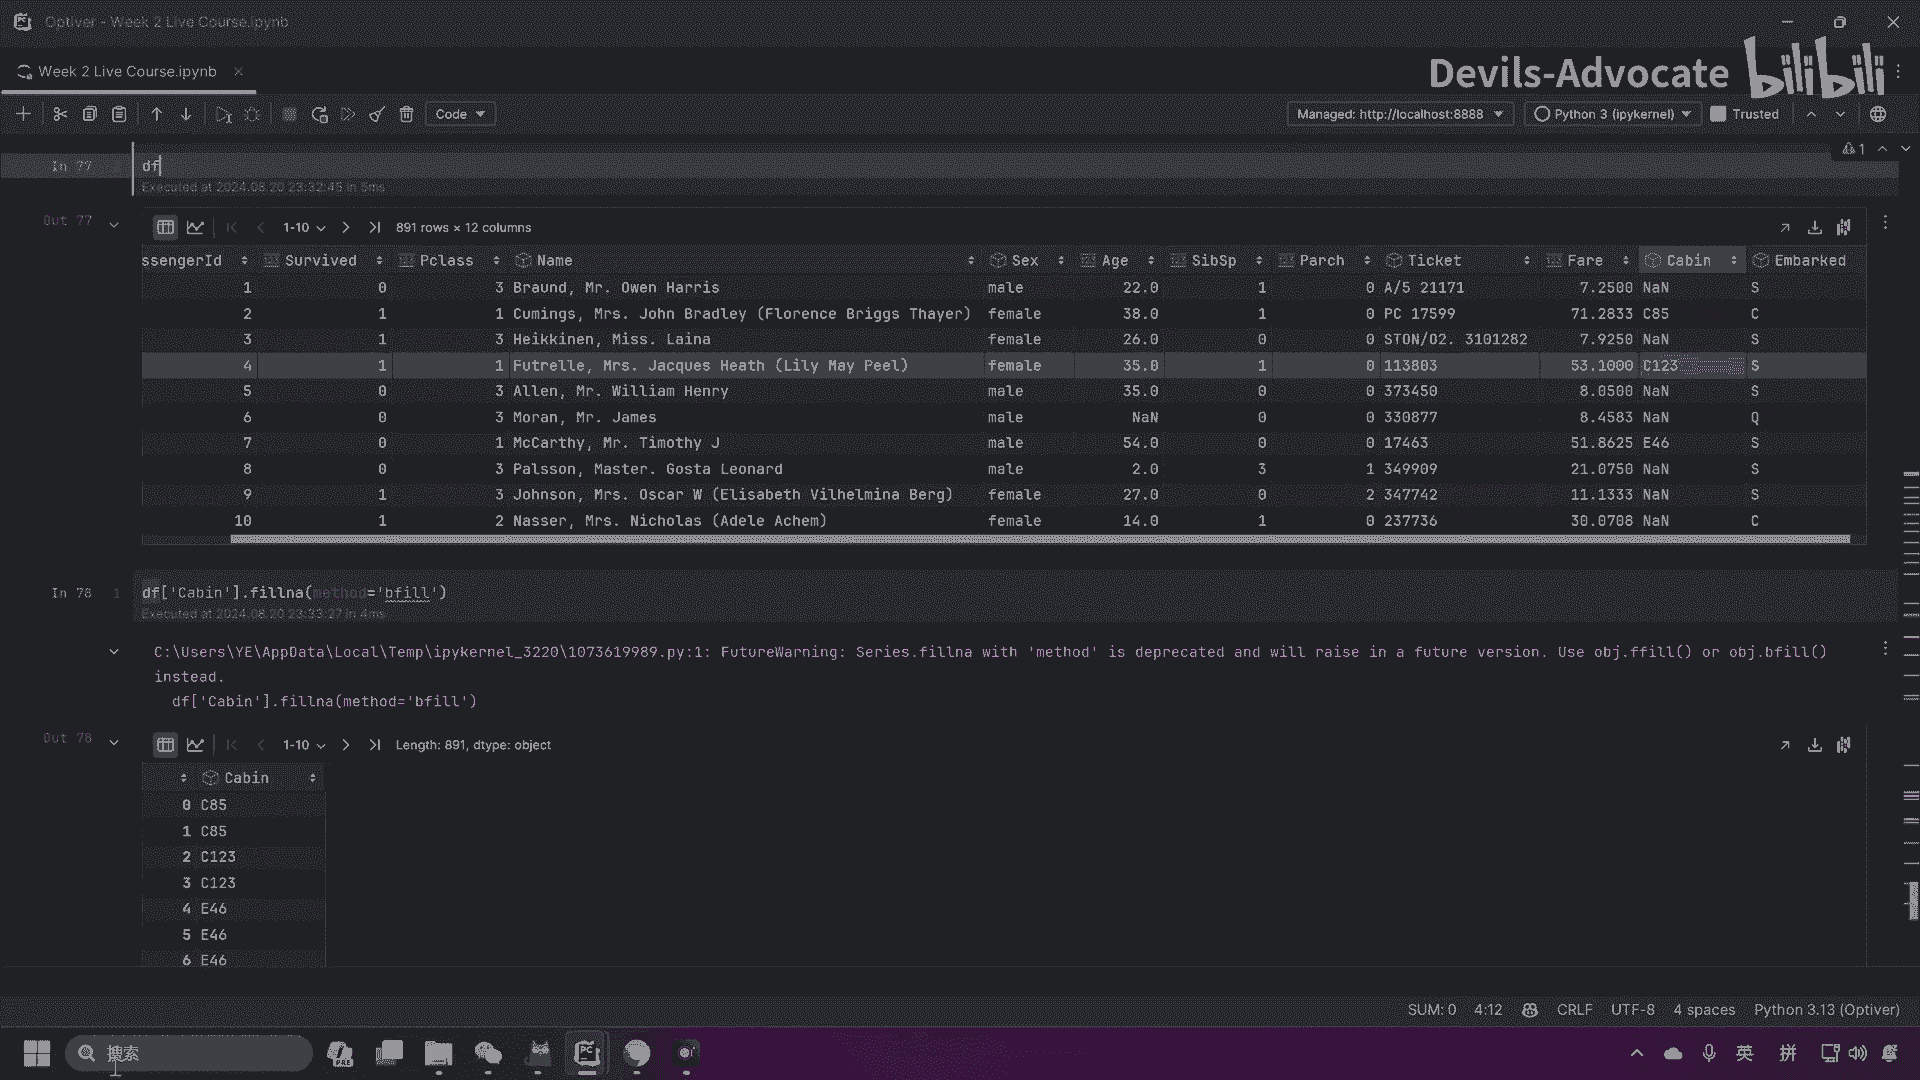 Optiver - Week 2 Live Course.ipynb
Week 2 Live Course.ipynb
Devils-Advocate bilibili
Code
Managed: http://localhost:8888
Python 3 (ipykernel)
Trusted
In 77
df
1
Executed at 2024.08.20 23:32:45 in 5ms
Out 77
1-10
891 rows × 12 columns
ssengerId Survived Pclass Name Sex Age SibSp Parch Ticket Fare Cabin Embarked
1 0 3 Braund, Mr. Owen Harris male 22.0 1 0 A/5 21171 7.2500 NaN S
2 1 1 Cumings, Mrs. John Bradley (Florence Briggs Thayer) female 38.0 1 0 PC 17599 71.2833 C85 C
3 1 3 Heikkinen, Miss. Laina female 26.0 0 0 STON/O2. 3101282 7.9250 NaN S
4 1 1 Futrelle, Mrs. Jacques Heath (Lily May Peel) female 35.0 1 0 113803 53.1000 C123 S
5 0 3 Allen, Mr. William Henry male 35.0 0 0 373450 8.0500 NaN S
6 0 3 Moran, Mr. James male NaN 0 0 330877 8.4583 NaN Q
7 0 1 McCarthy, Mr. Timothy J male 54.0 0 0 17463 51.8625 E46 S
8 0 3 Palsson, Master. Gosta Leonard male 2.0 3 1 349909 21.0750 NaN S
9 1 3 Johnson, Mrs. Oscar W (Elisabeth Vilhelmina Berg) female 27.0 0 2 347742 11.1333 NaN S
10 1 2 Nasser, Mrs. Nicholas (Adele Achem) female 14.0 1 0 237736 30.0708 NaN C
In 78 1 df['Cabin'].fillna(method='bfill')
Executed at 2024.08.20 23:33:27 in 4ms
C:\Users\YE\AppData\Local\Temp\ipykernel_3220\1073619989.py:1: FutureWarning: Series.fillna with 'method' is deprecated and will raise in a future version. Use obj.ffill() or obj.bfill()
instead.
df['Cabin'].fillna(method='bfill')
Out 78
1-10
Length: 891, dtype: object
Cabin
0 C85
1 C85
2 C123
3 C123
4 E46
5 E46
6 E46
SUM: 0 4:12 CRLF UTF-8 4 spaces Python 3.13 (Optiver)
搜索
PRE
PC
英
拼